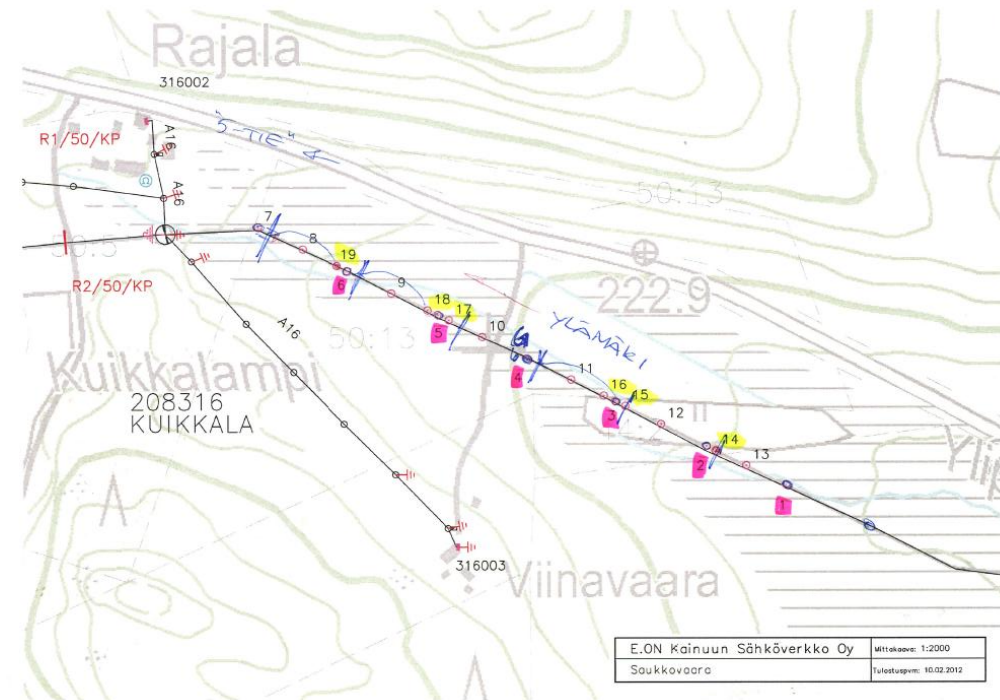 Rajala
316002
R1/50/KP
A16
"5-TIE" ←
A16
50:13
7
8
19
6
9
222.9
R2/50/KP
18
17
5
10
YLÄMÄKI
A16
50:13
4
11
Kuikkalampi
208316
KUIKKALA
16
15
3
12
14
2
13
1
316003
Viinavaara
E.ON Kainuun Sähköverkko Oy
Mittakaava: 1:2000
Saukkovaara
Tulostuspvm: 10.02.2012